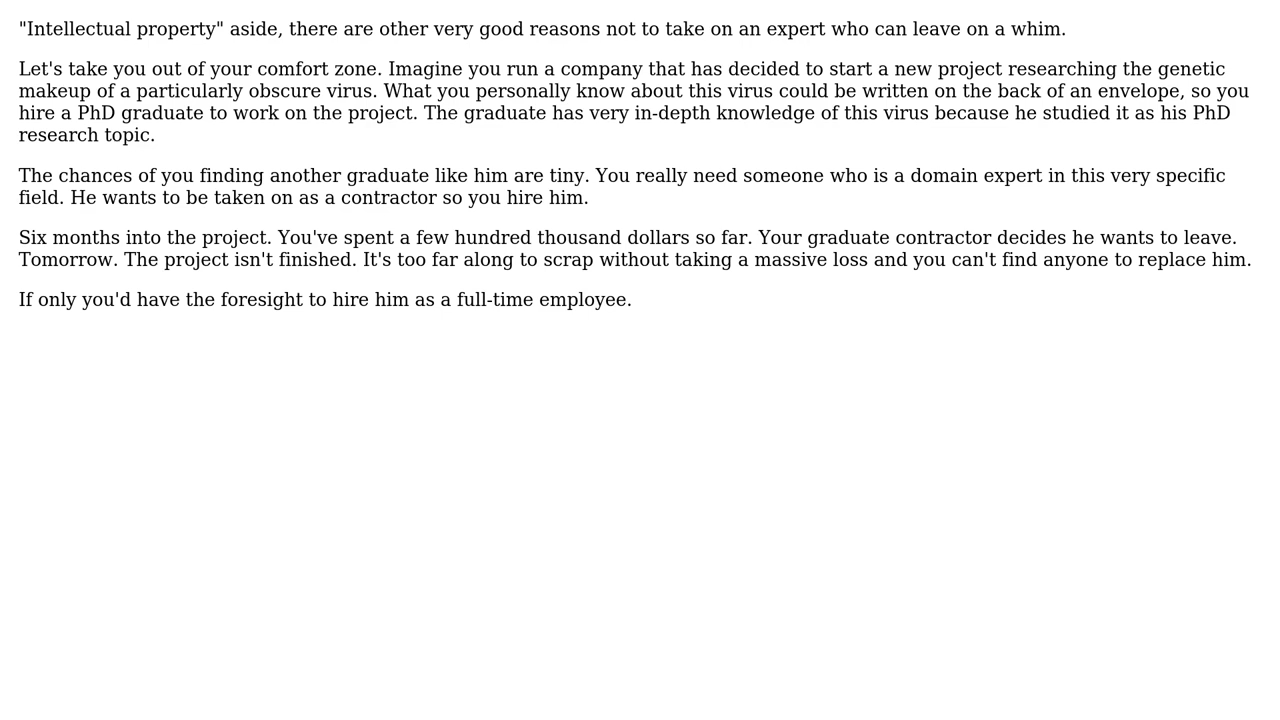 "Intellectual property" aside, there are other very good reasons not to take on an expert who can leave on a whim.
Let's take you out of your comfort zone. Imagine you run a company that has decided to start a new project researching the genetic
makeup of a particularly obscure virus. What you personally know about this virus could be written on the back of an envelope, so you
hire a PhD graduate to work on the project. The graduate has very in-depth knowledge of this virus because he studied it as his PhD
research topic.
The chances of you finding another graduate like him are tiny. You really need someone who is a domain expert in this very specific
field. He wants to be taken on as a contractor so you hire him.
Six months into the project. You've spent a few hundred thousand dollars so far. Your graduate contractor decides he wants to leave.
Tomorrow. The project isn't finished. It's too far along to scrap without taking a massive loss and you can't find anyone to replace him.
If only you'd have the foresight to hire him as a full-time employee.